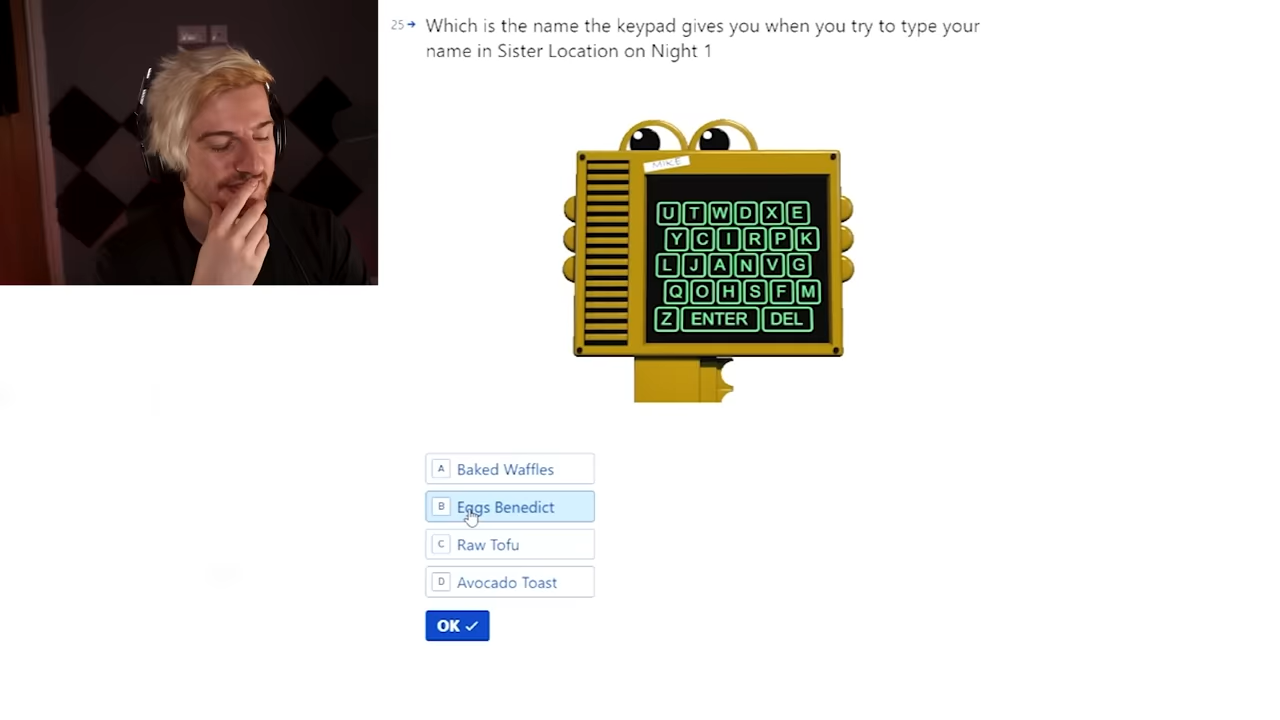 25 Which is the name the keypad gives you when you try to type your
name in Sister Location on Night 1
MIKE
U T W D X E
Y C I R P K
L J A N V G
Q O H S F M
Z ENTER DEL
A Baked Waffles
B Eggs Benedict
C Raw Tofu
D Avocado Toast
OK